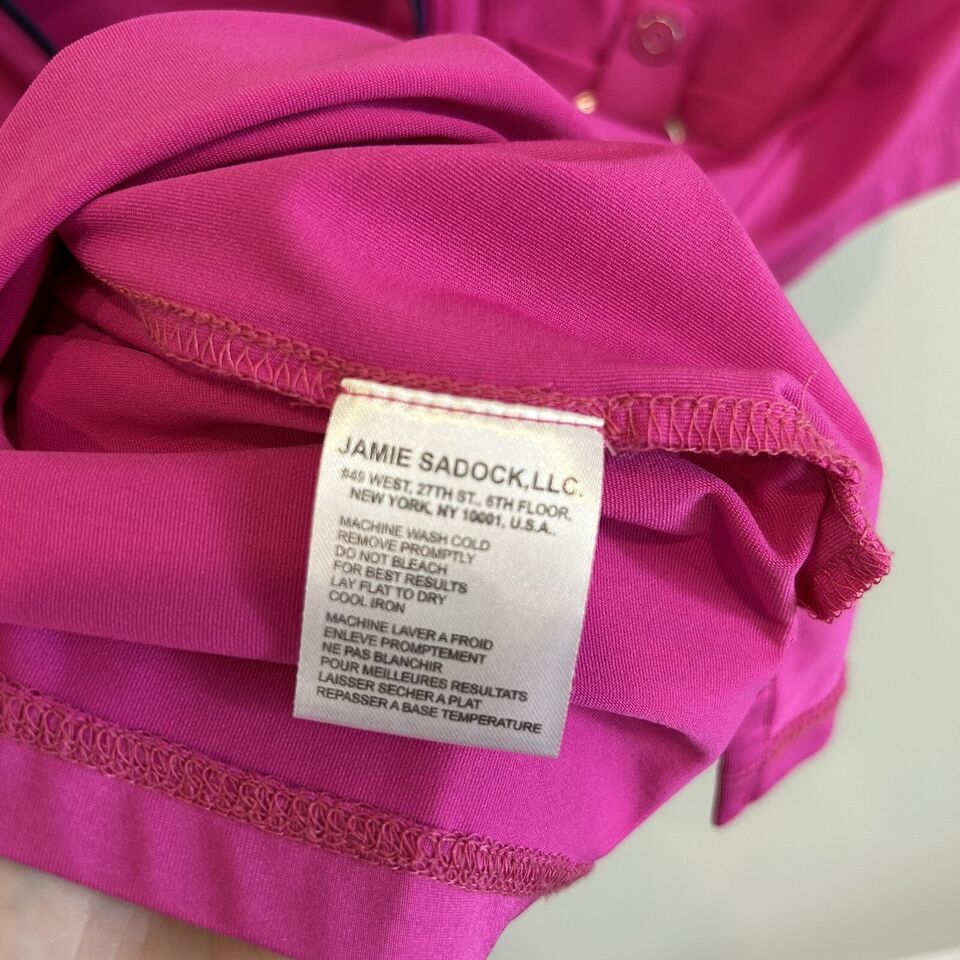 JAMIE SADOCK,LLC.
#49 WEST, 27TH ST., 6TH FLOOR,
NEW YORK, NY 10001, U.S.A..
MACHINE WASH COLD
REMOVE PROMPTLY
DO NOT BLEACH
FOR BEST RESULTS
LAY FLAT TO DRY
COOL IRON
MACHINE LAVER A FROID
ENLEVE PROMPTEMENT
NE PAS BLANCHIR
POUR MEILLEURES RESULTATS
LAISSER SECHER A PLAT
REPASSER A BASE TEMPERATURE